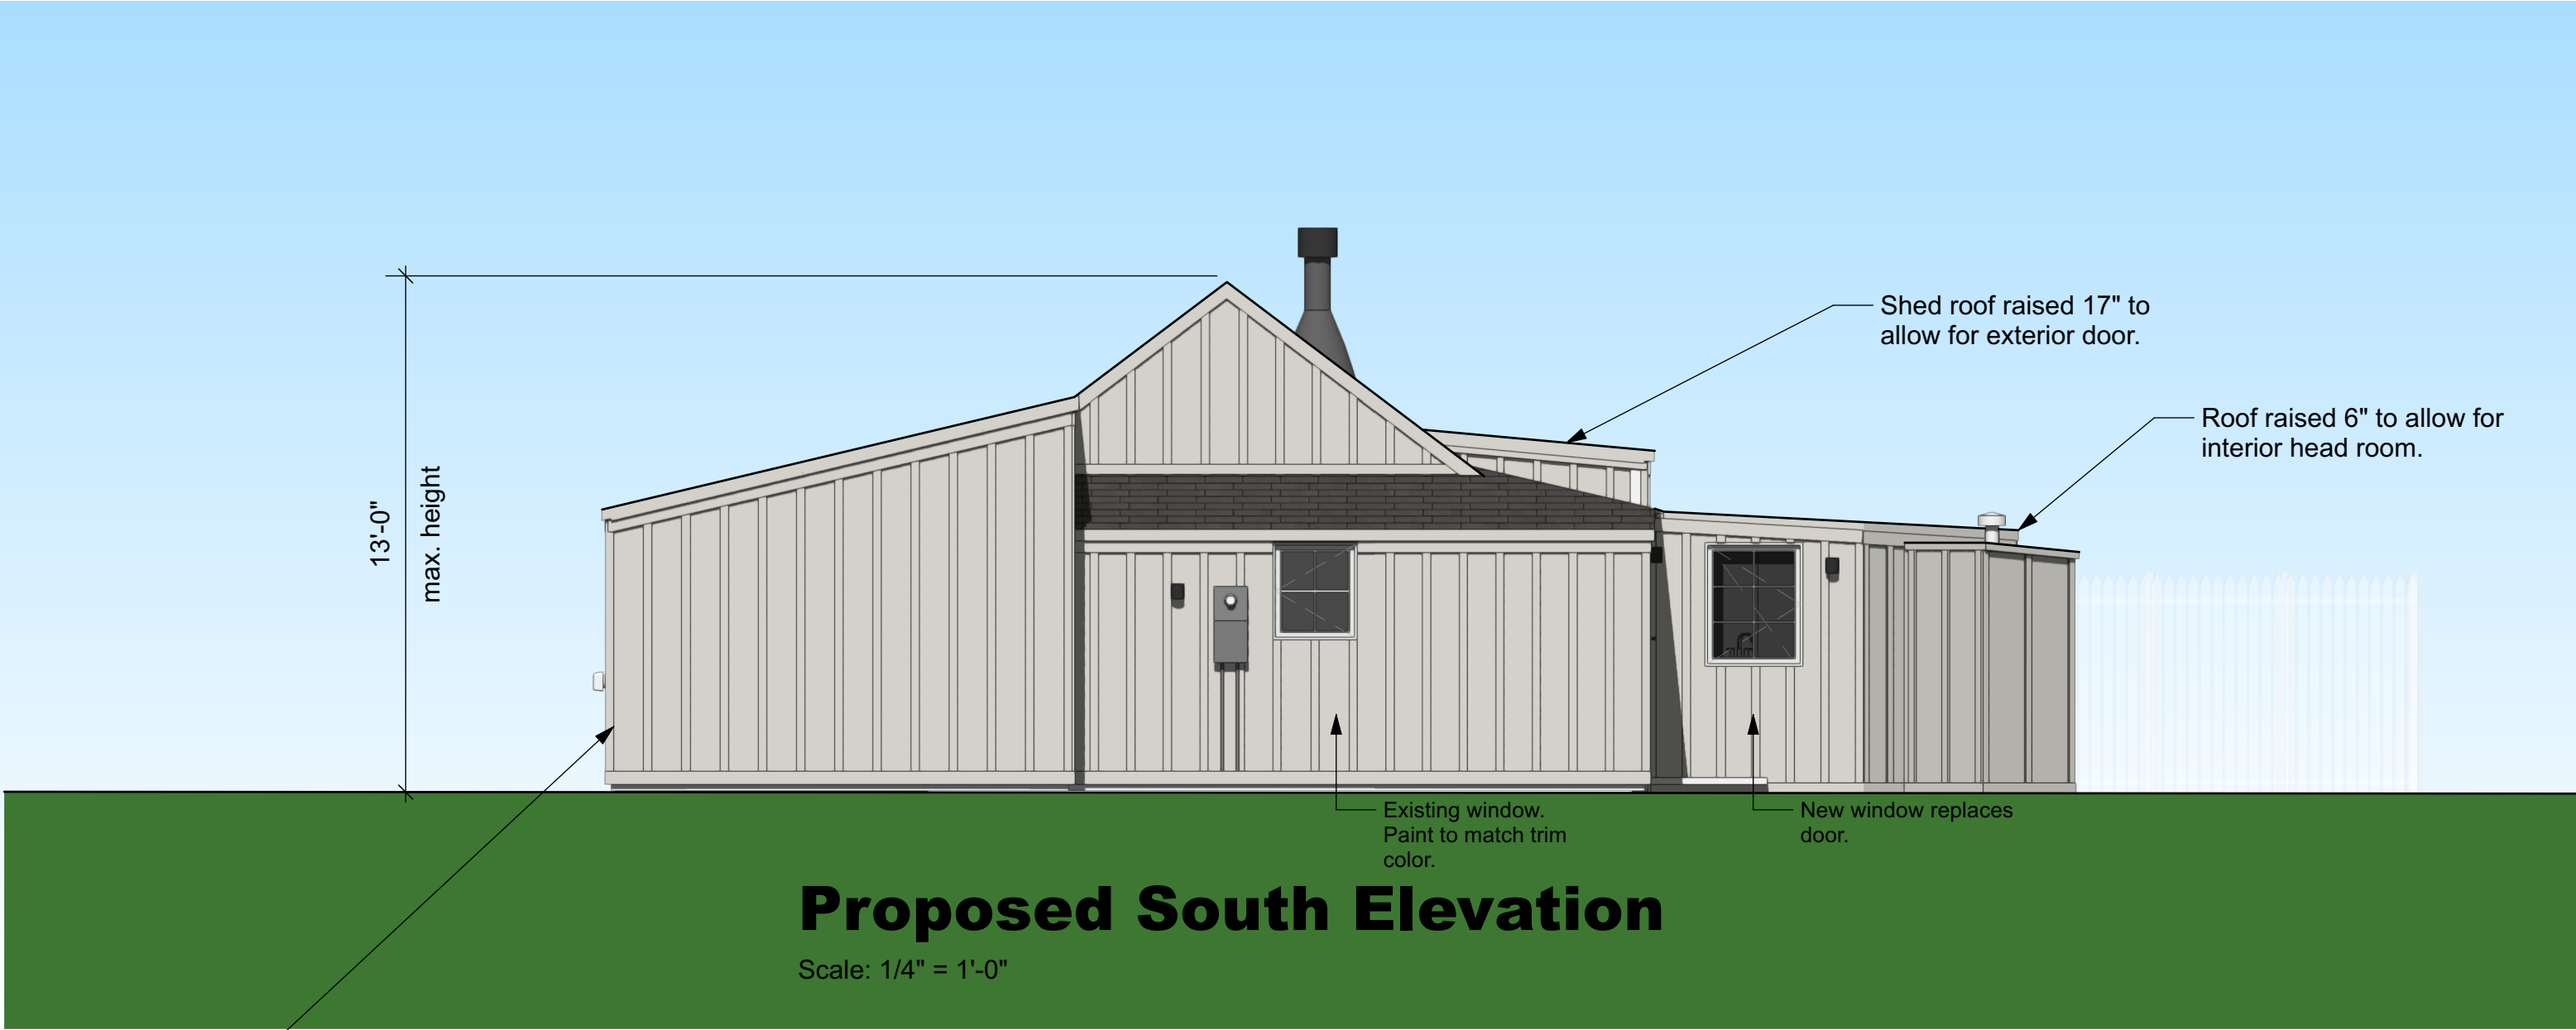 13'-0"
max. height
Shed roof raised 17" to
allow for exterior door.
Roof raised 6" to allow for
interior head room.
Existing window.
Paint to match trim
color.
New window replaces
door.
Proposed South Elevation
Scale: 1/4" = 1'-0"